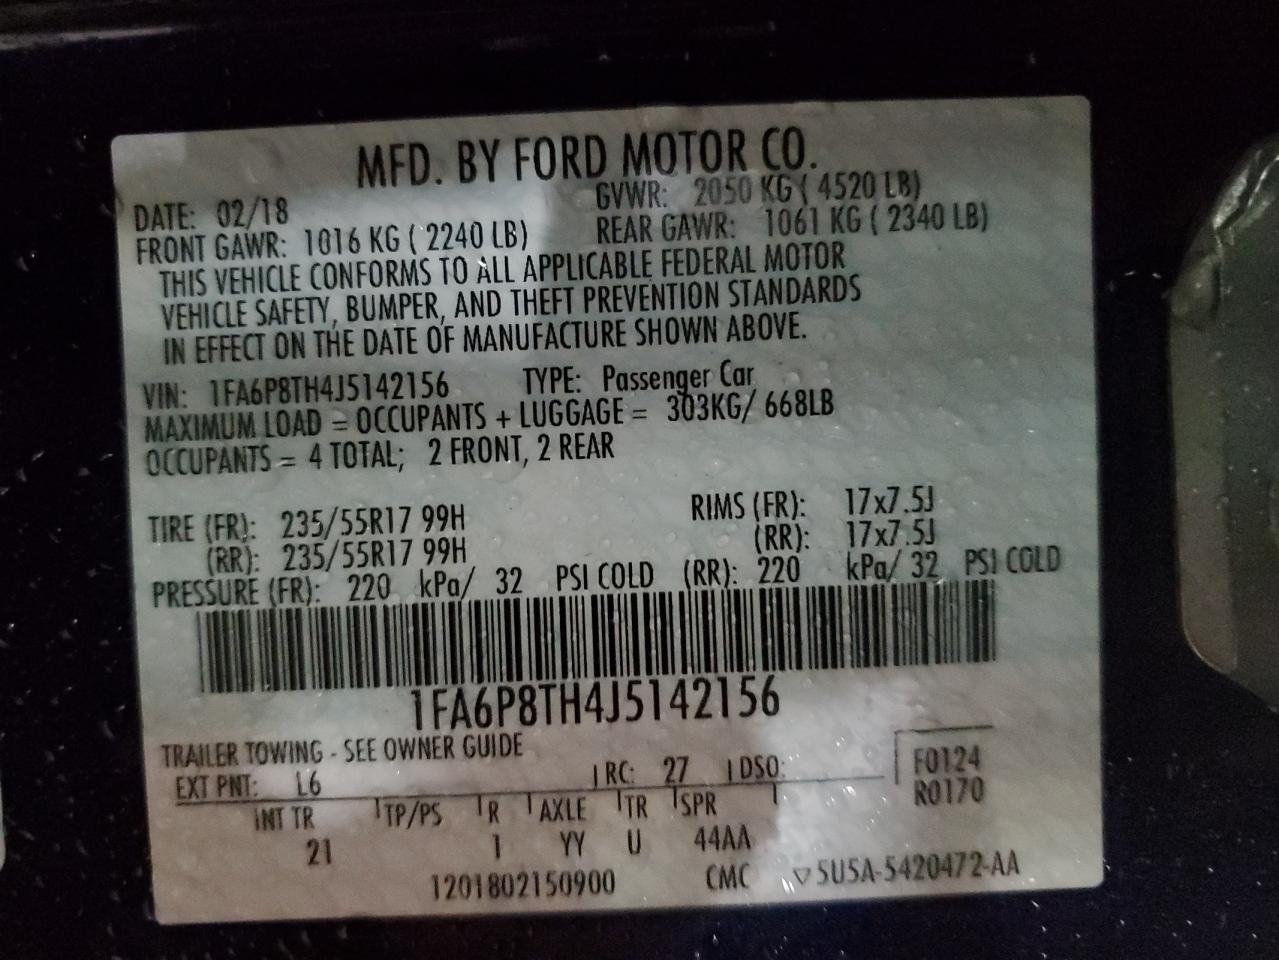 MFD. BY FORD MOTOR CO.
DATE: 02/18 GVWR: 2050 KG ( 4520 LB)
FRONT GAWR: 1016 KG ( 2240 LB) REAR GAWR: 1061 KG ( 2340 LB)
THIS VEHICLE CONFORMS TO ALL APPLICABLE FEDERAL MOTOR
VEHICLE SAFETY, BUMPER, AND THEFT PREVENTION STANDARDS
IN EFFECT ON THE DATE OF MANUFACTURE SHOWN ABOVE.
VIN: 1FA6P8TH4J5142156 TYPE: Passenger Car
MAXIMUM LOAD = OCCUPANTS + LUGGAGE = 303KG/ 668LB
OCCUPANTS = 4 TOTAL; 2 FRONT, 2 REAR
TIRE (FR): 235/55R17 99H RIMS (FR): 17x7.5J
(RR): 235/55R17 99H (RR): 17x7.5J
PRESSURE (FR): 220 kPa/ 32 PSI COLD (RR): 220 kPa/ 32 PSI COLD
1FA6P8TH4J5142156
TRAILER TOWING - SEE OWNER GUIDE
EXT PNT: L6 RC: 27 DSO: F0124
INT TR TP/PS R AXLE TR SPR R0170
21 1 YY U 44AA
1201802150900 CMC ▽5U5A-5420472-AA